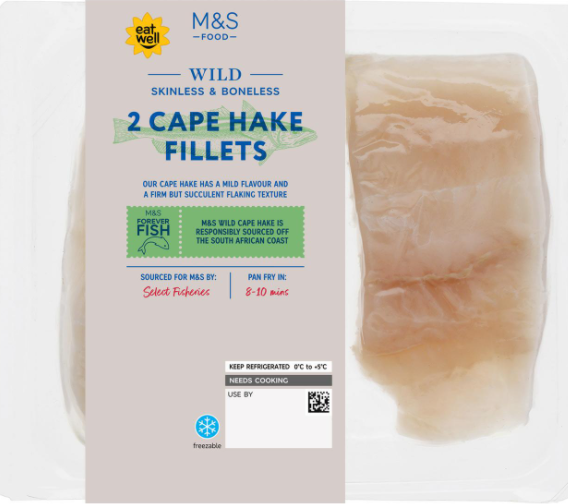 eat
well
M&S
FOOD
WILD
SKINLESS & BONELESS
2 CAPE HAKE
FILLETS
OUR CAPE HAKE HAS A MILD FLAVOUR AND
A FIRM BUT SUCCULENT FLAKING TEXTURE
M&S
FOREVER
FISH
M&S WILD CAPE HAKE IS
RESPONSIBLY SOURCED OFF
THE SOUTH AFRICAN COAST
SOURCED FOR M&S BY:
Select Fisheries
PAN FRY IN:
8-10 mins
KEEP REFRIGERATED 0°C to +5°C
NEEDS COOKING
USE BY
freezable